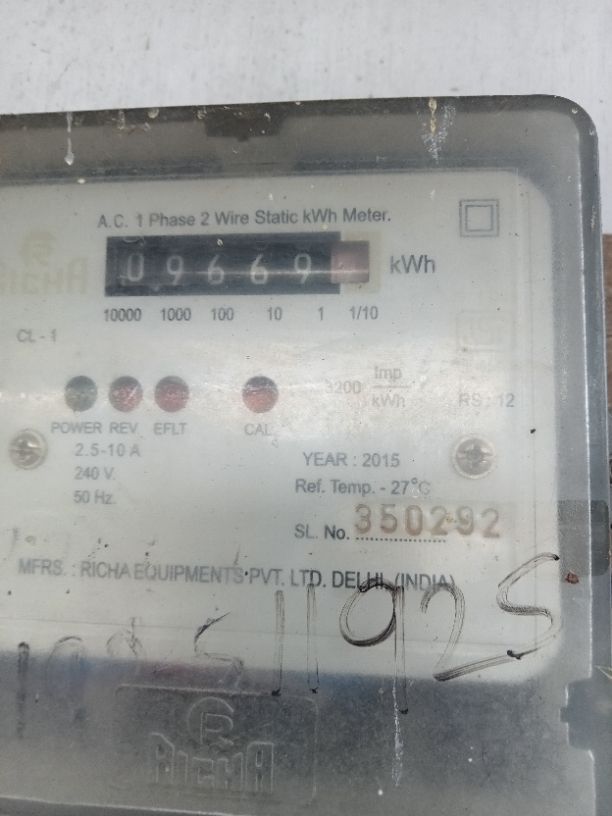 A.C. 1 Phase 2 Wire Static kWh Meter.
09669 kWh
10000 1000 100 10 1 1/10
CL - 1
3200 Imp/kWh
RS : 12
POWER REV EFLT CAL
2.5-10 A
240 V.
50 Hz.
YEAR : 2015
Ref. Temp. - 27°C
SL. No. 350292
MFRS. : RICHA EQUIPMENTS PVT. LTD. DELHI. (INDIA)
511925
RICHA